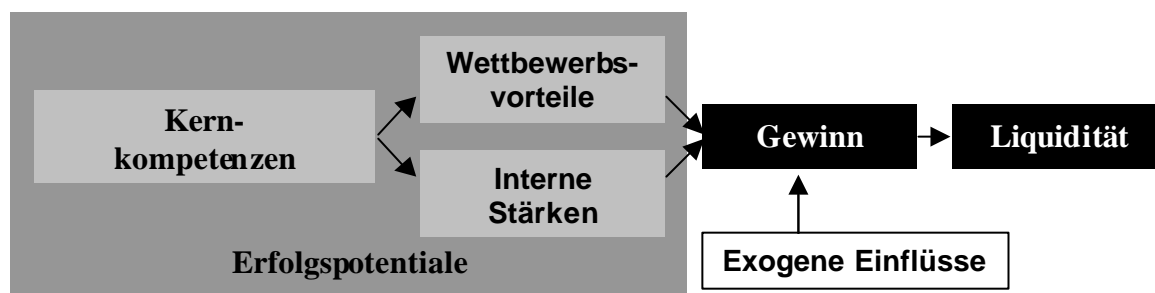 Kern-
kompetenzen
Wettbewerbs-
vorteile
Interne
Stärken
Erfolgspotentiale
Gewinn
Liquidität
Exogene Einflüsse